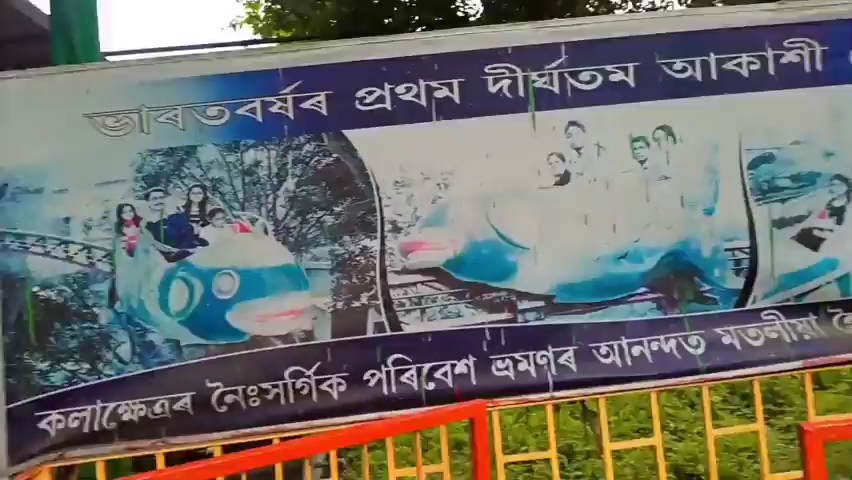 ভাৰতবৰ্ষৰ প্ৰথম দীৰ্ঘতম আকাশী
কলাক্ষেত্ৰৰ নৈঃসৰ্গিক পৰিবেশ ভ্ৰমণৰ আনন্দত মতলীয়া